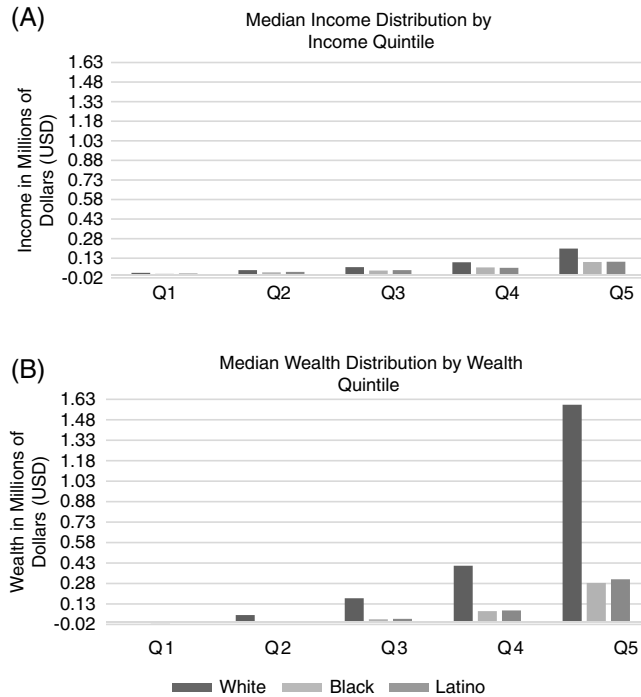 (A)
Median Income Distribution by
Income Quintile
Income in Millions of
Dollars (USD)
1.63
1.48
1.33
1.18
1.03
0.88
0.73
0.58
0.43
0.28
0.13
-0.02
Q1 Q2 Q3 Q4 Q5
(B)
Median Wealth Distribution by Wealth
Quintile
Wealth in Millions of
Dollars (USD)
1.63
1.48
1.33
1.18
1.03
0.88
0.73
0.58
0.43
0.28
0.13
-0.02
Q1 Q2 Q3 Q4 Q5
White Black Latino